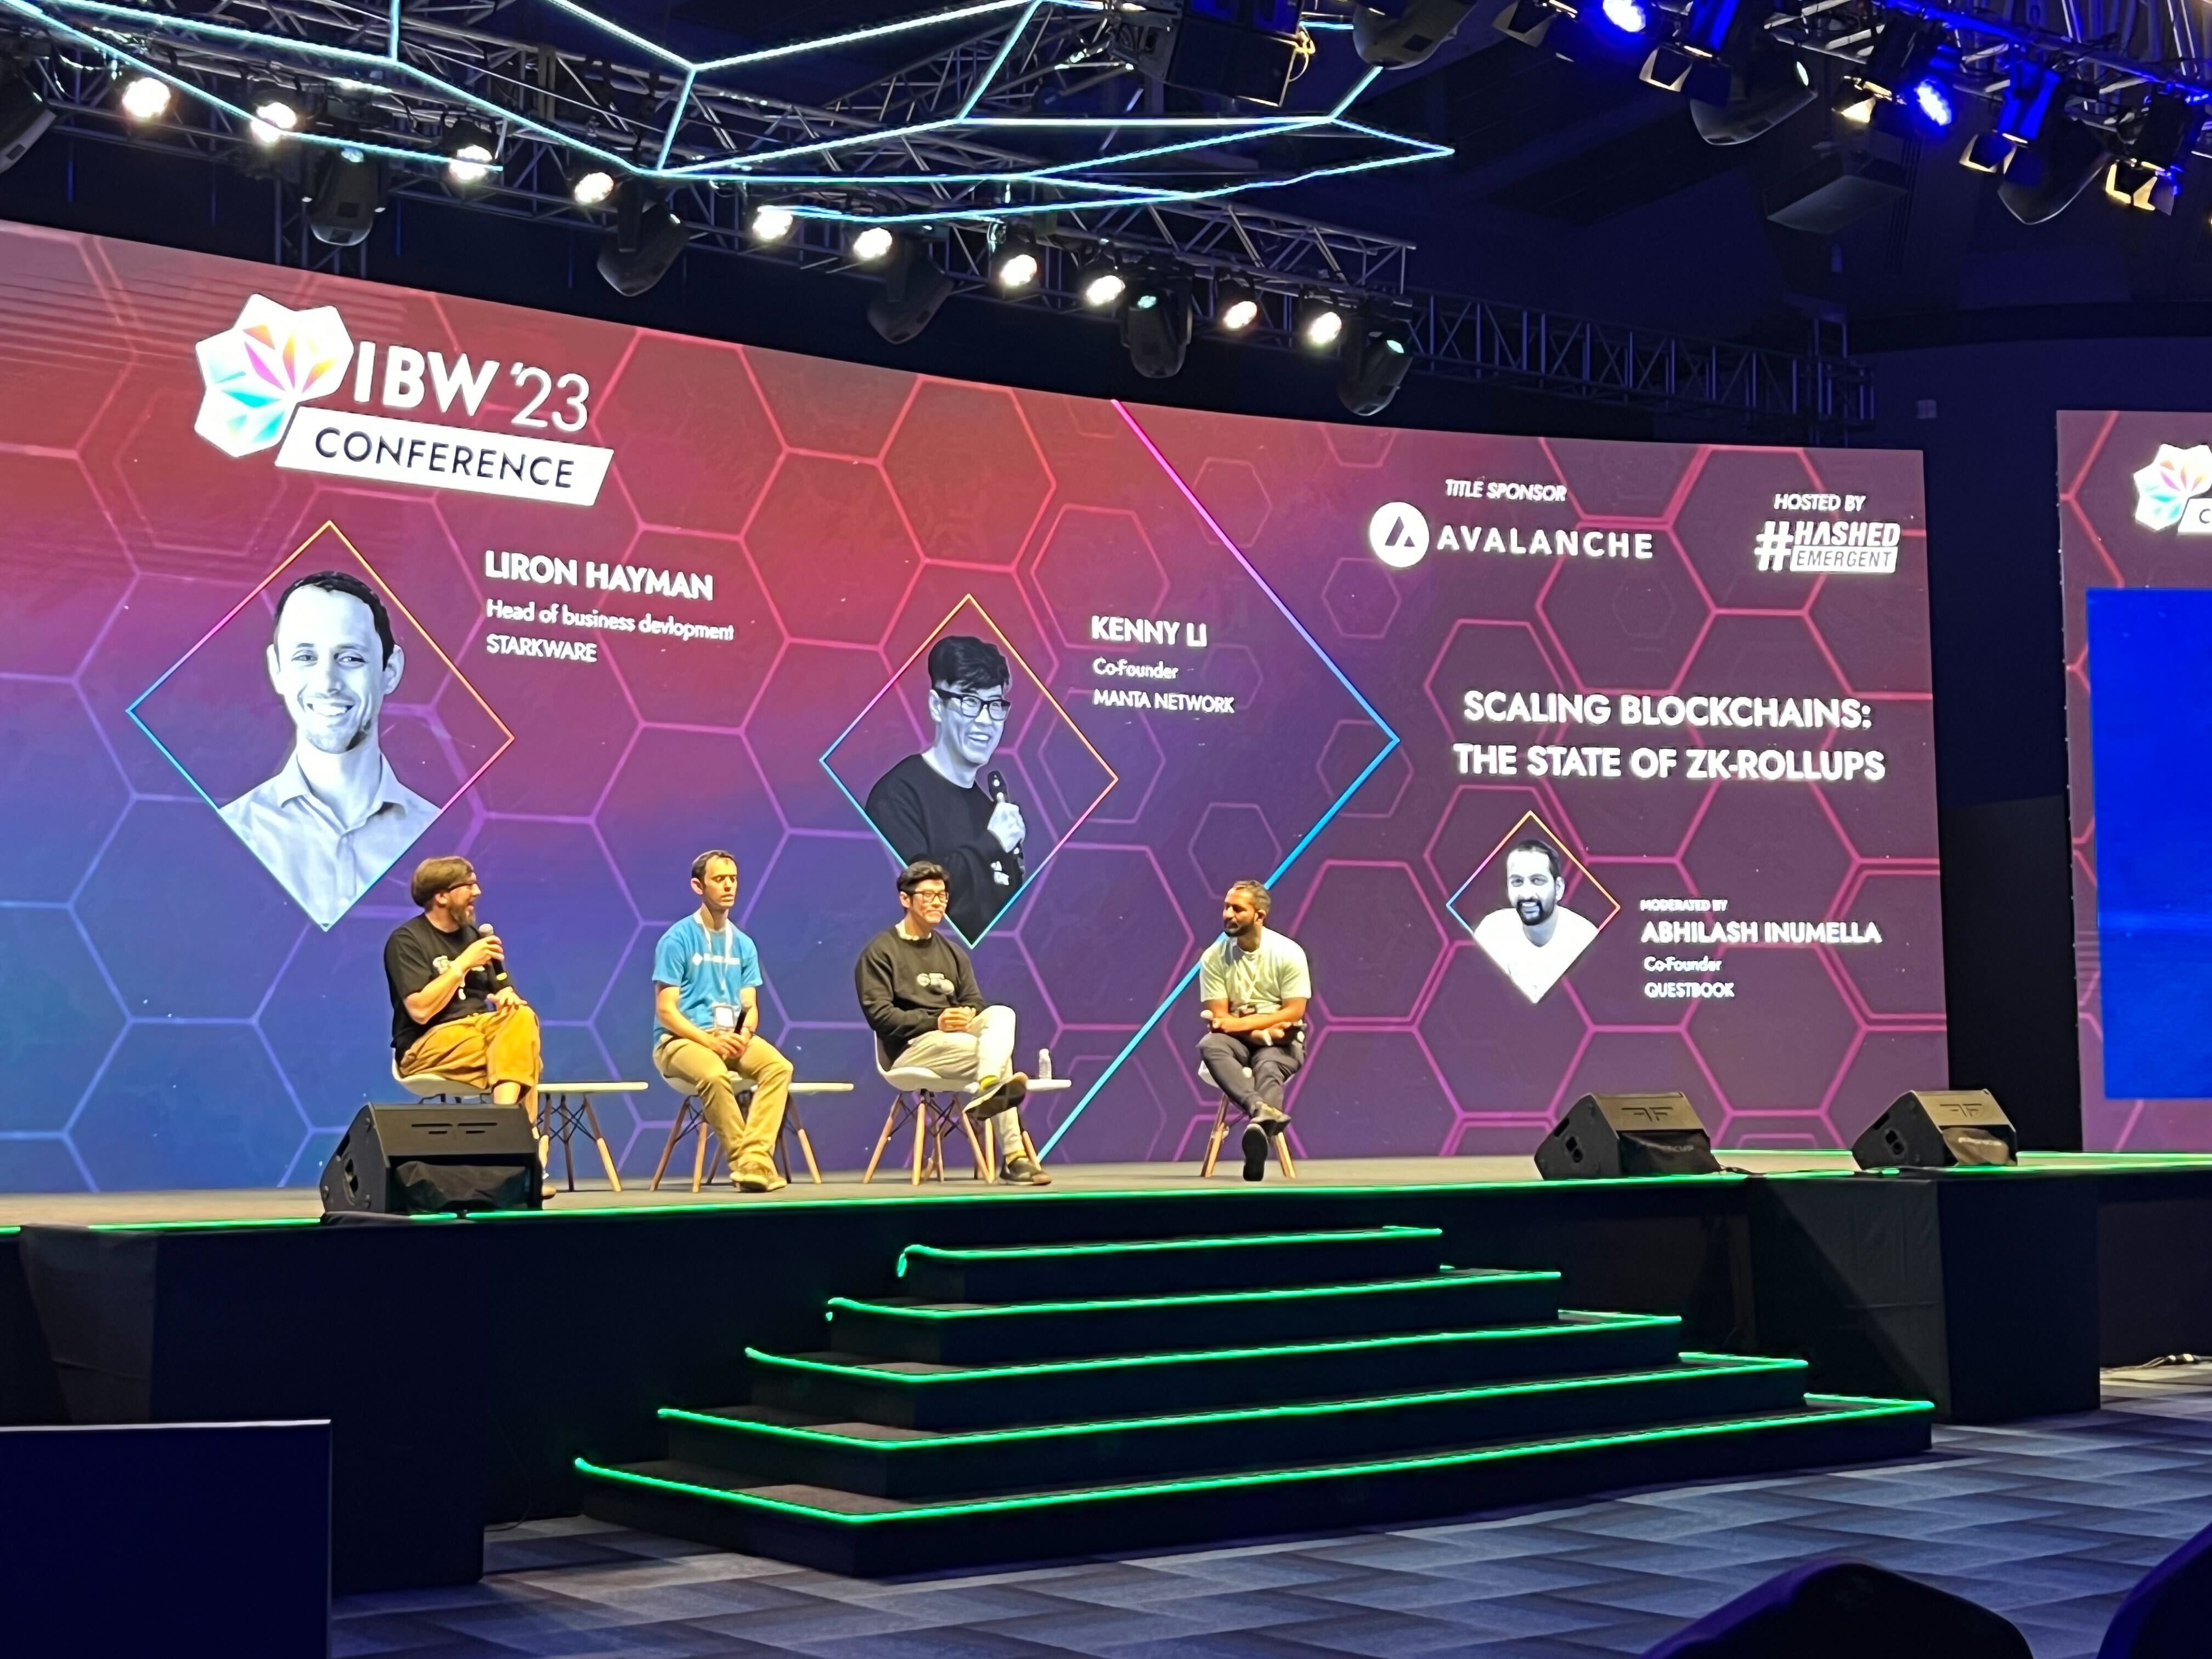 IBW '23
CONFERENCE
LIRON HAYMAN
Head of business devlopment
STARKWARE
KENNY LI
Co-Founder
MANTA NETWORK
TITLE SPONSOR
AVALANCHE
HOSTED BY
#HASHED
EMERGENT
SCALING BLOCKCHAINS:
THE STATE OF ZK-ROLLUPS
MODERATED BY
ABHILASH INUMELLA
Co-Founder
QUESTBOOK